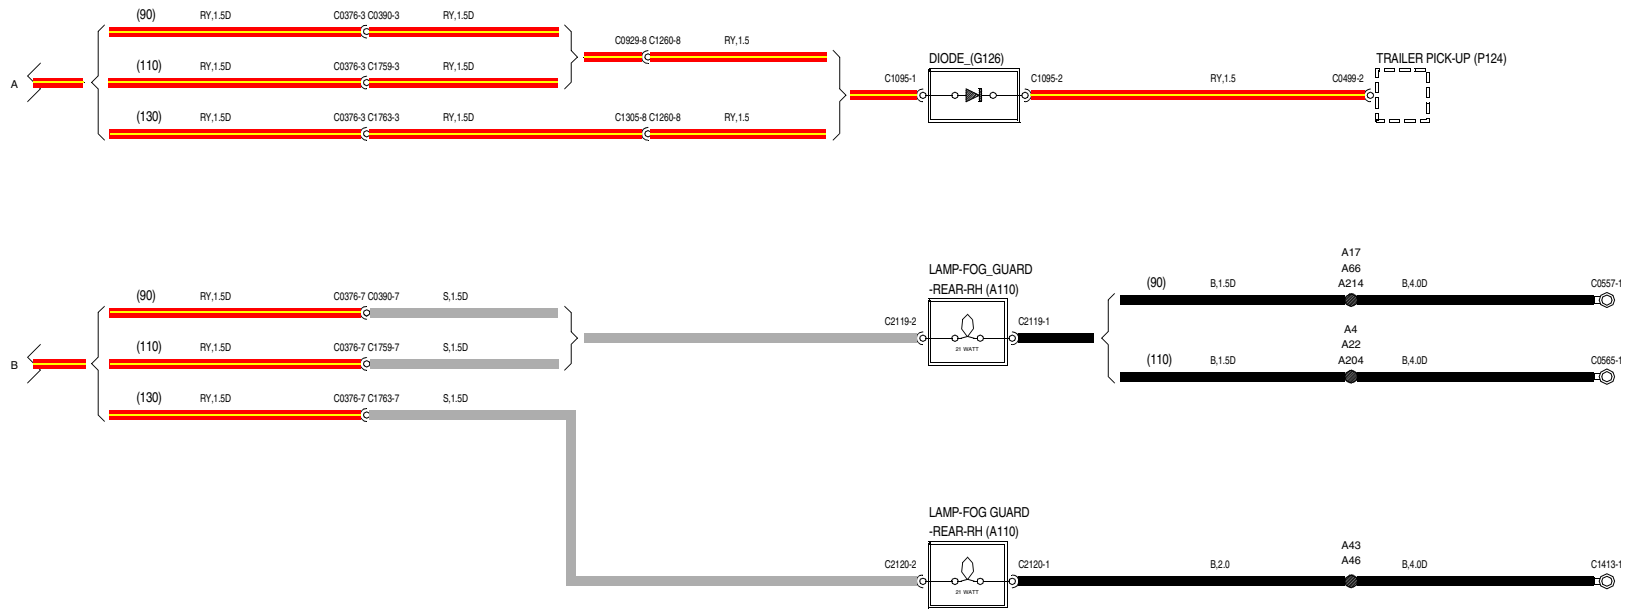 (90) RY,1.5D C0376-3 C0390-3 RY,1.5D
C0929-8 C1260-8 RY,1.5
DIODE_(G126) TRAILER PICK-UP (P124)
(110) RY,1.5D C0376-3 C1759-3 RY,1.5D
A C1095-1 C1095-2 RY,1.5 C0499-2
(130) RY,1.5D C0376-3 C1763-3 RY,1.5D C1305-8 C1260-8 RY,1.5
A17
LAMP-FOG_GUARD A66
-REAR-RH (A110) (90) B,1.5D A214 B,4.0D C0557-1
(90) RY,1.5D C0376-7 C0390-7 S,1.5D
C2119-2 C2119-1 A4
(110) RY,1.5D C0376-7 C1759-7 S,1.5D A22
21 WATT
(110) B,1.5D A204 B,4.0D C0565-1
B
(130) RY,1.5D C0376-7 C1763-7 S,1.5D
LAMP-FOG GUARD
-REAR-RH (A110)
A43
C2120-2 C2120-1 B,2.0 A46 B,4.0D C1413-1
21 WATT